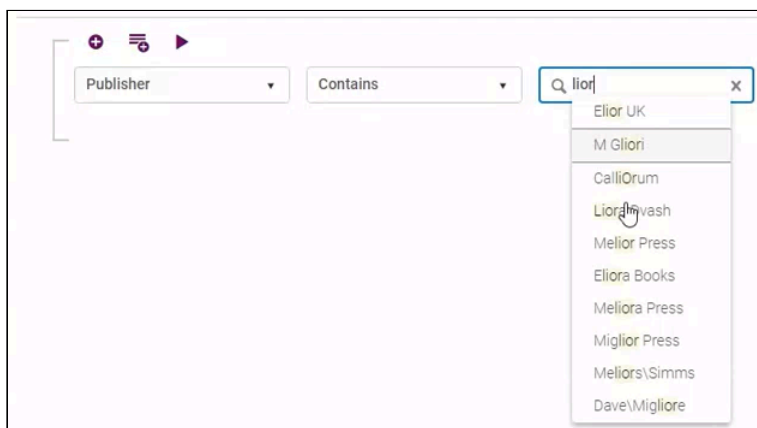 Publisher
Contains
lior
Elior UK
M Gliori
CalliOrum
Liora Ovash
Melior Press
Eliora Books
Meliora Press
Miglior Press
Meliors\Simms
Dave\Migliore